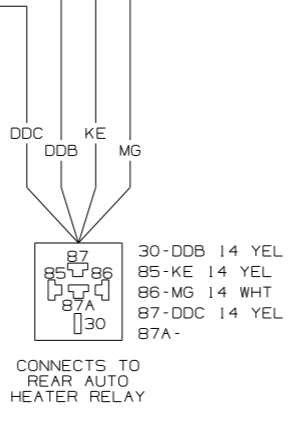 DDC KE
DDB MG
87
85 86
87A
30
30-DDB 14 YEL
85-KE 14 YEL
86-MG 14 WHT
87-DDC 14 YEL
87A-
CONNECTS TO
REAR AUTO
HEATER RELAY